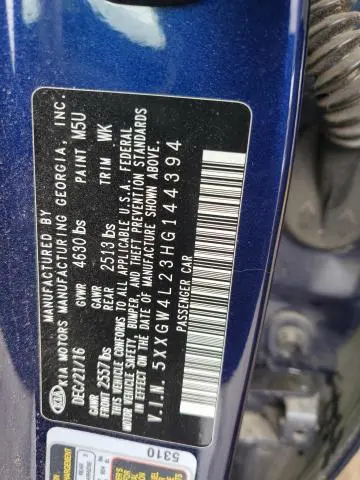 KIA
MANUFACTURED BY
KIA MOTORS MANUFACTURING GEORGIA, INC.
DEC/21/16 GVWR 4630 lbs PAINT M5U
GAWR FRONT 2557 lbs GAWR REAR 2513 lbs TRIM WK
THIS VEHICLE CONFORMS TO ALL APPLICABLE U.S.A. FEDERAL
MOTOR VEHICLE SAFETY, BUMPER, AND THEFT PREVENTION STANDARDS
IN EFFECT ON THE DATE OF MANUFACTURE SHOWN ABOVE.
V.I.N. 5XXGW4L23HG144394
PASSENGER CAR
5310